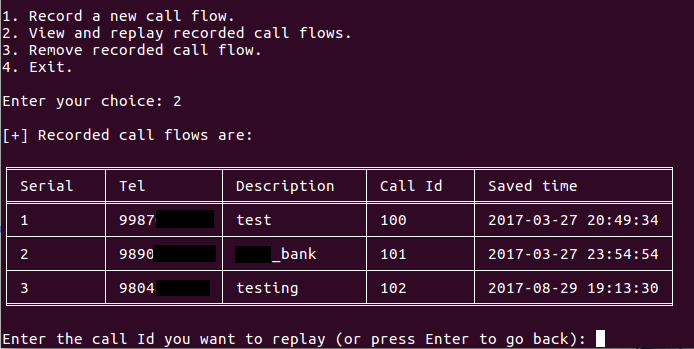 1. Record a new call flow.
2. View and replay recorded call flows.
3. Remove recorded call flow.
4. Exit.
Enter your choice: 2
[+] Recorded call flows are:
Serial Tel Description Call Id Saved time
1 9987 test 100 2017-03-27 20:49:34
2 9890 _bank 101 2017-03-27 23:54:54
3 9804 testing 102 2017-08-29 19:13:30
Enter the call Id you want to replay (or press Enter to go back):